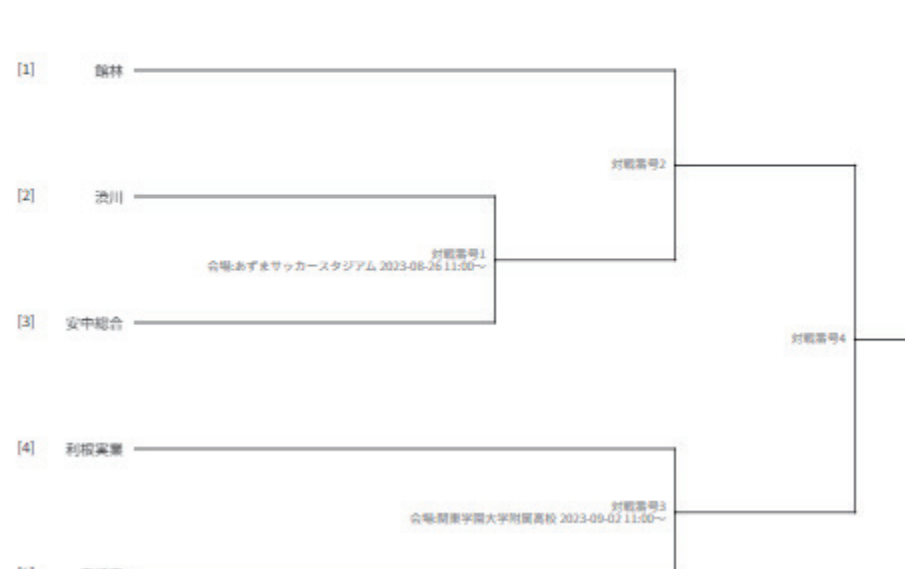 [1] 館林
対戦番号2
[2] 渋川
対戦番号1
会場:あずまサッカースタジアム 2023-08-26 11:00～
[3] 安中総合
対戦番号4
[4] 利根実業
対戦番号3
会場:関東学園大学附属高校 2023-09-02 11:00～